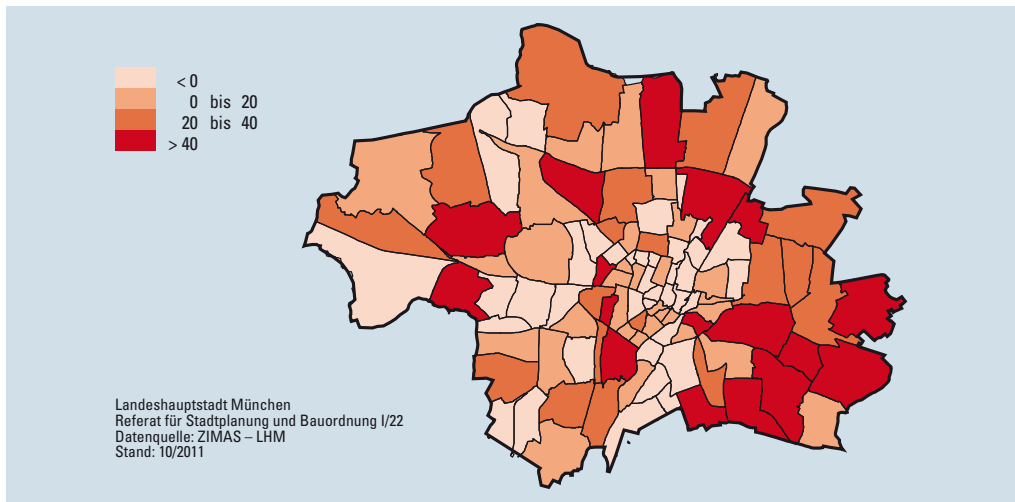 < 0
0 bis 20
20 bis 40
> 40
Landeshauptstadt München
Referat für Stadtplanung und Bauordnung I/22
Datenquelle: ZIMAS – LHM
Stand: 10/2011